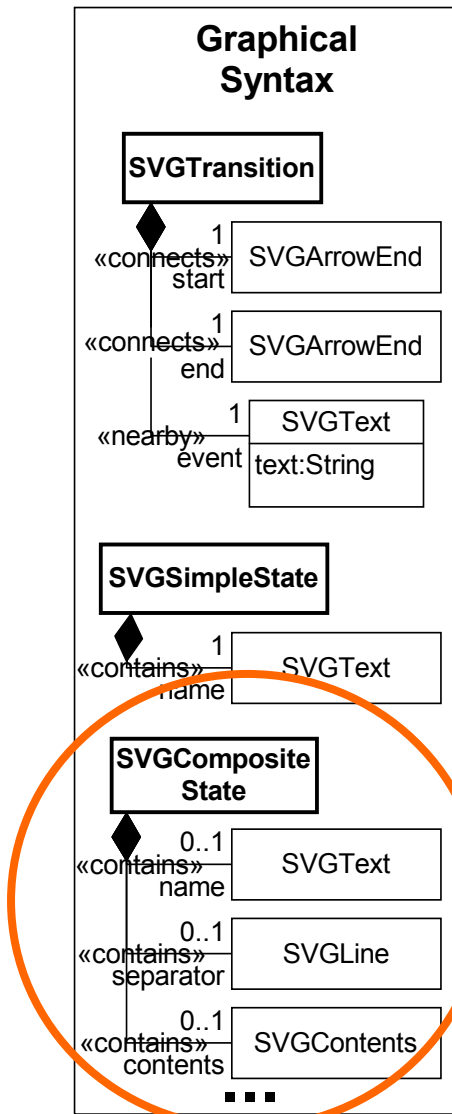 Graphical
Syntax
SVGTransition
1
«connects»
start
SVGArrowEnd
1
«connects»
end
SVGArrowEnd
1
«nearby»
event
SVGText
text:String
SVGSimpleState
1
«contains»
name
SVGText
SVGComposite
State
0..1
«contains»
name
SVGText
0..1
«contains»
separator
SVGLine
0..1
«contains»
contents
SVGContents
...